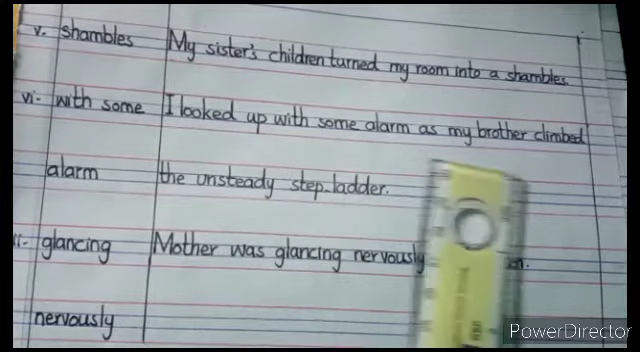 v. shambles My sister's children turned my room into a shambles.
vi- with some I looked up with some alarm as my brother climbed
alarm the unsteady step-ladder.
glancing Mother was glancing nervously
nervously
PowerDirector